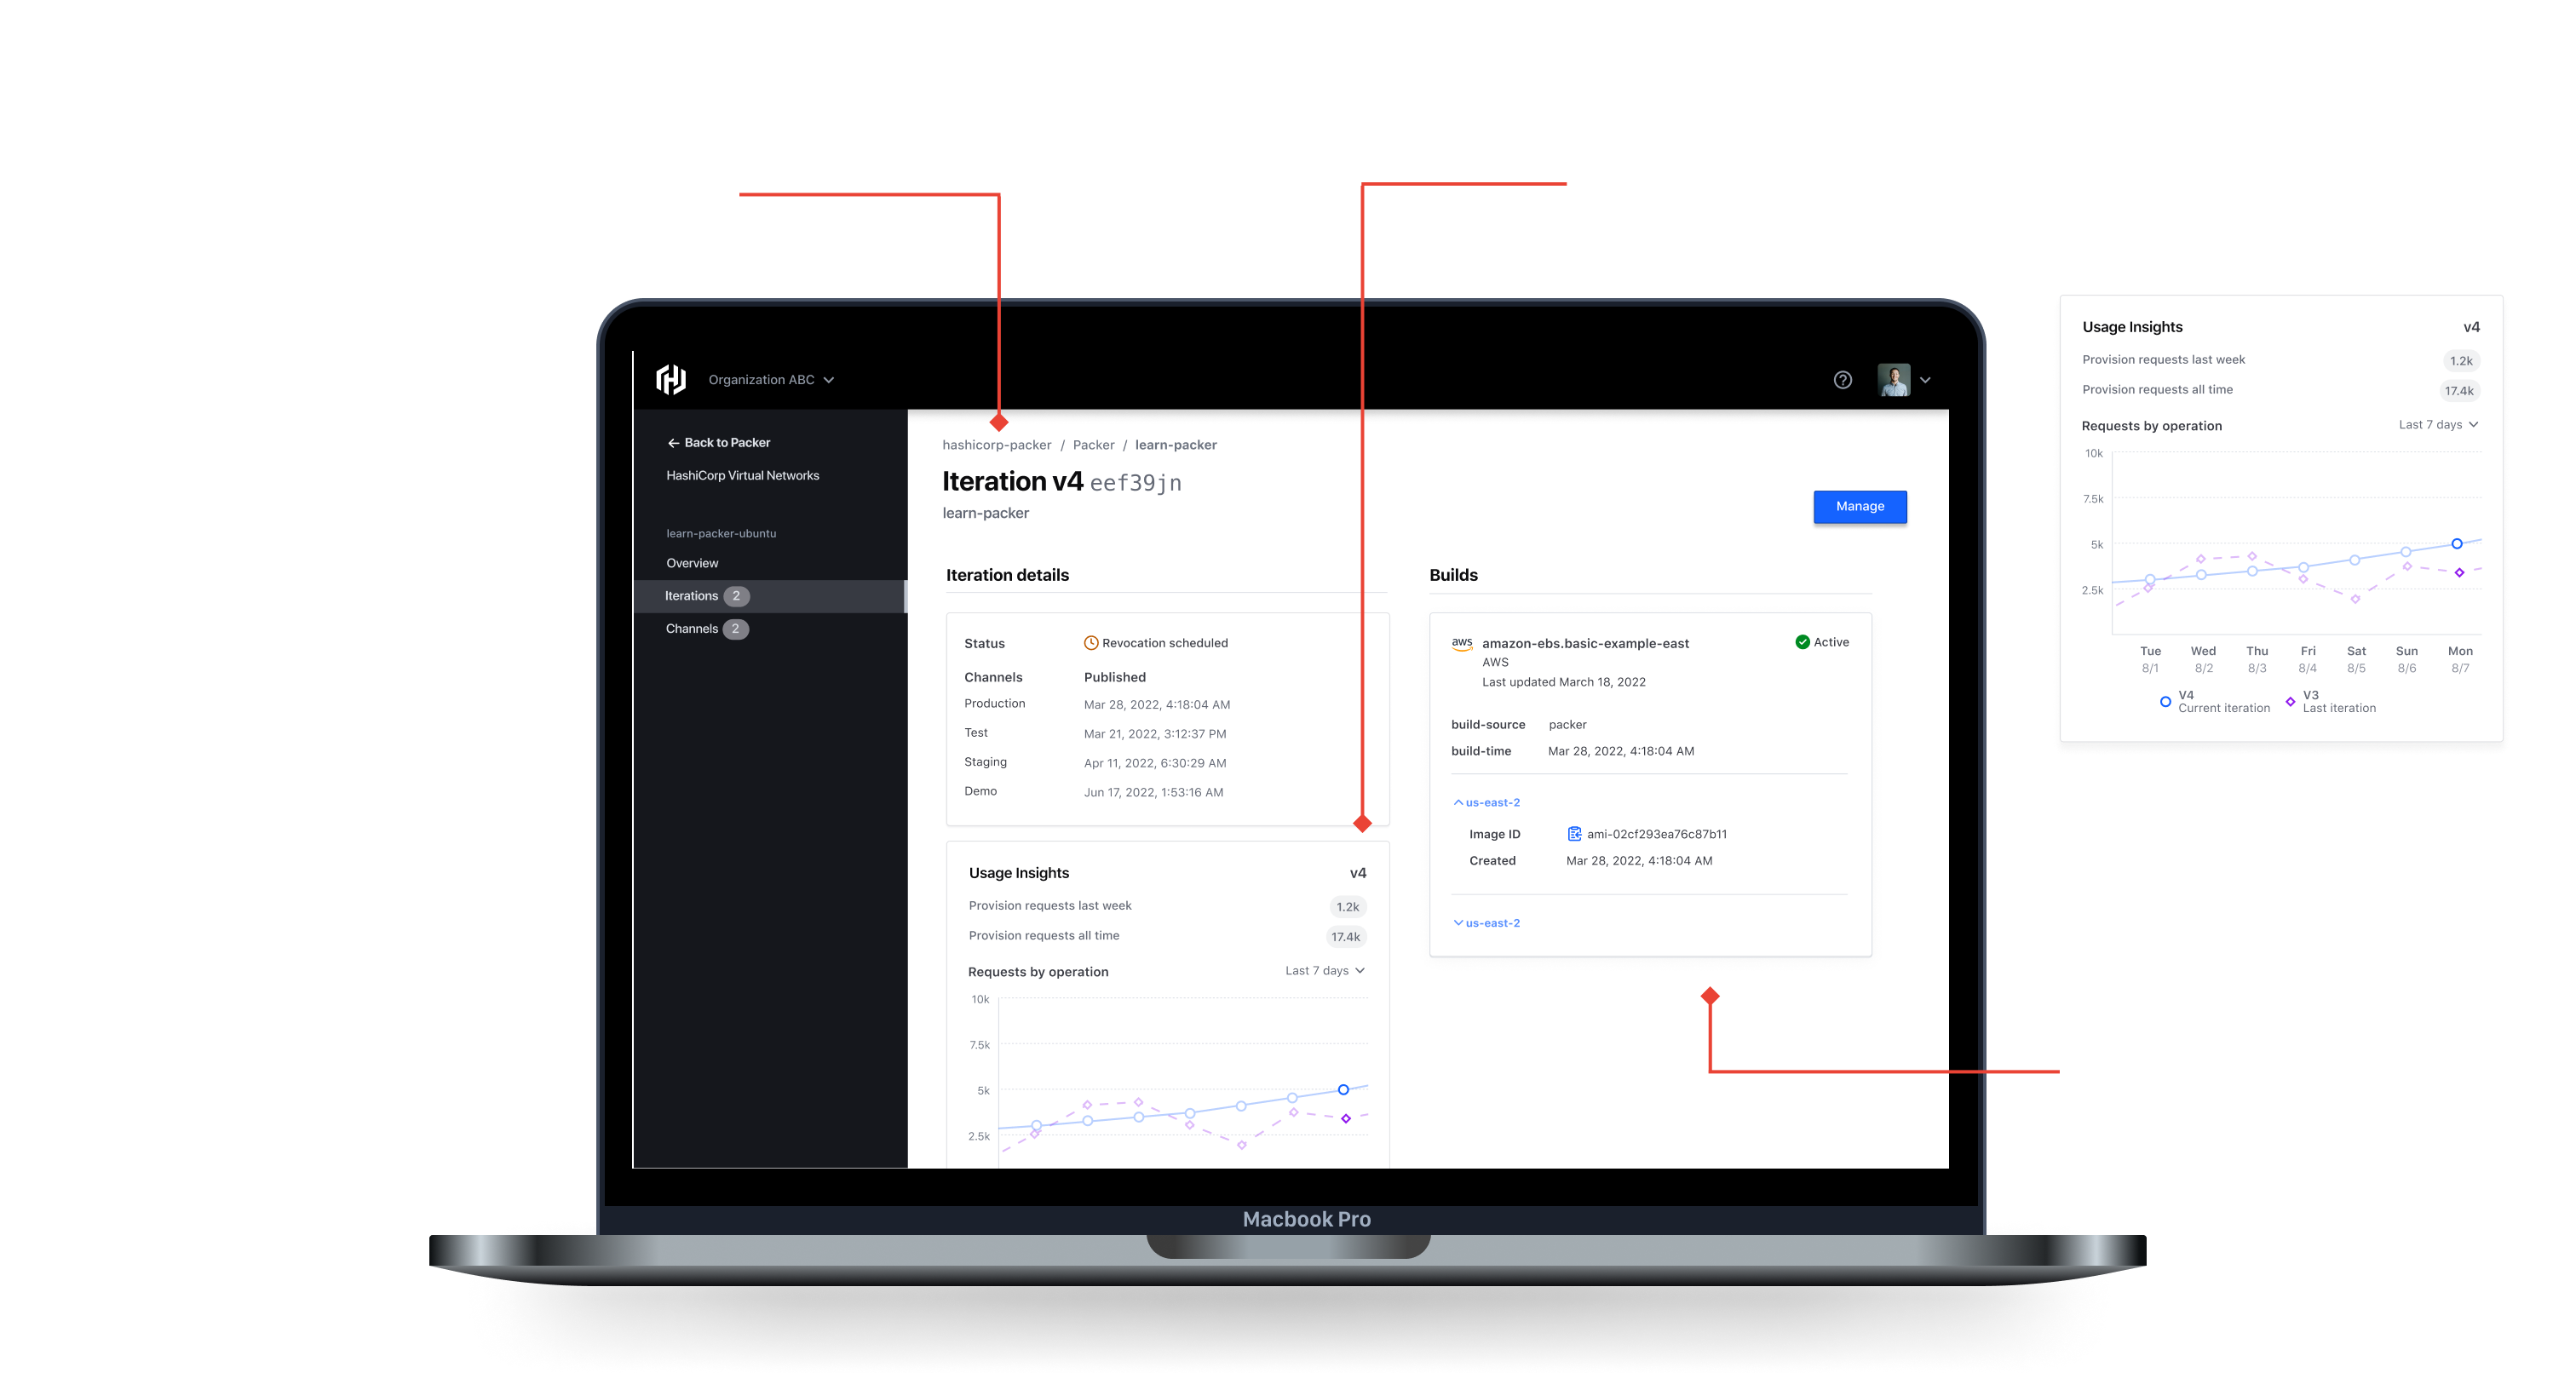 Organization ABC
Back to Packer
HashiCorp Virtual Networks
learn-packer-ubuntu
Overview
Iterations 2
Channels 2
hashicorp-packer / Packer / learn-packer
Iteration v4 eef39jn
learn-packer
Manage
Iteration details
Status Revocation scheduled
Channels Published
Production Mar 28, 2022, 4:18:04 AM
Test Mar 21, 2022, 3:12:37 PM
Staging Apr 11, 2022, 6:30:29 AM
Demo Jun 17, 2022, 1:53:16 AM
Usage Insights v4
Provision requests last week 1.2k
Provision requests all time 17.4k
Requests by operation Last 7 days
10k
7.5k
5k
2.5k
Builds
aws amazon-ebs.basic-example-east Active
AWS
Last updated March 18, 2022
build-source packer
build-time Mar 28, 2022, 4:18:04 AM
us-east-2
Image ID ami-02cf293ea76c87b11
Created Mar 28, 2022, 4:18:04 AM
us-east-2
Macbook Pro
Usage Insights v4
Provision requests last week 1.2k
Provision requests all time 17.4k
Requests by operation Last 7 days
10k
7.5k
5k
2.5k
Tue Wed Thu Fri Sat Sun Mon
8/1 8/2 8/3 8/4 8/5 8/6 8/7
V4 V3
Current iteration Last iteration